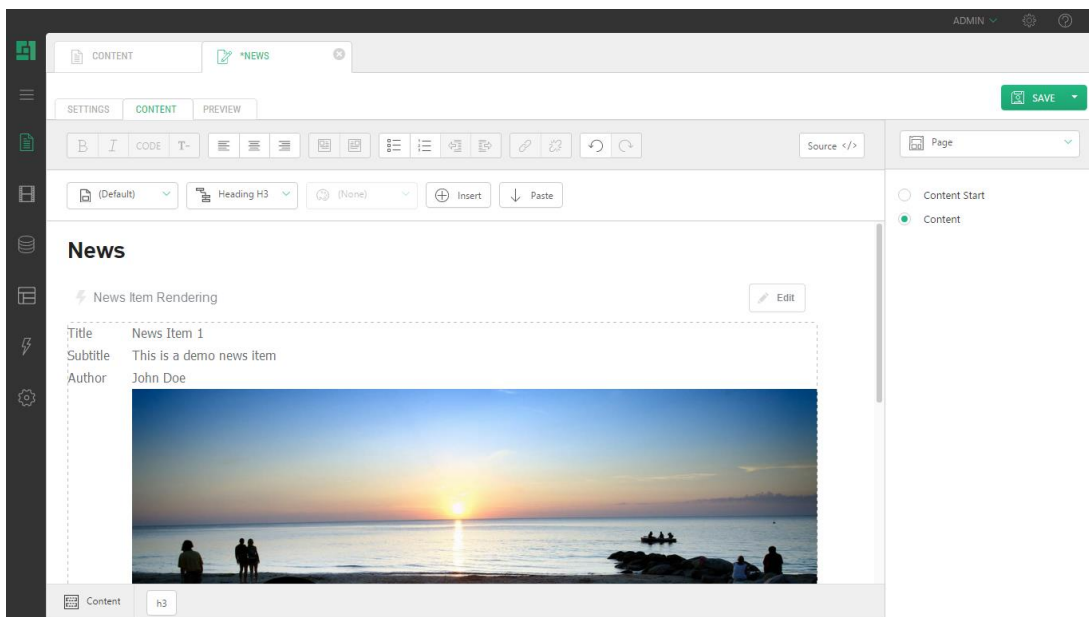 ADMIN
CONTENT
*NEWS
SETTINGS
CONTENT
PREVIEW
SAVE
B I CODE T-
Source </>
Page
(Default)
Heading H3
(None)
Insert
Paste
Content Start
Content
News
News Item Rendering
Edit
Title News Item 1
Subtitle This is a demo news item
Author John Doe
Content
h3